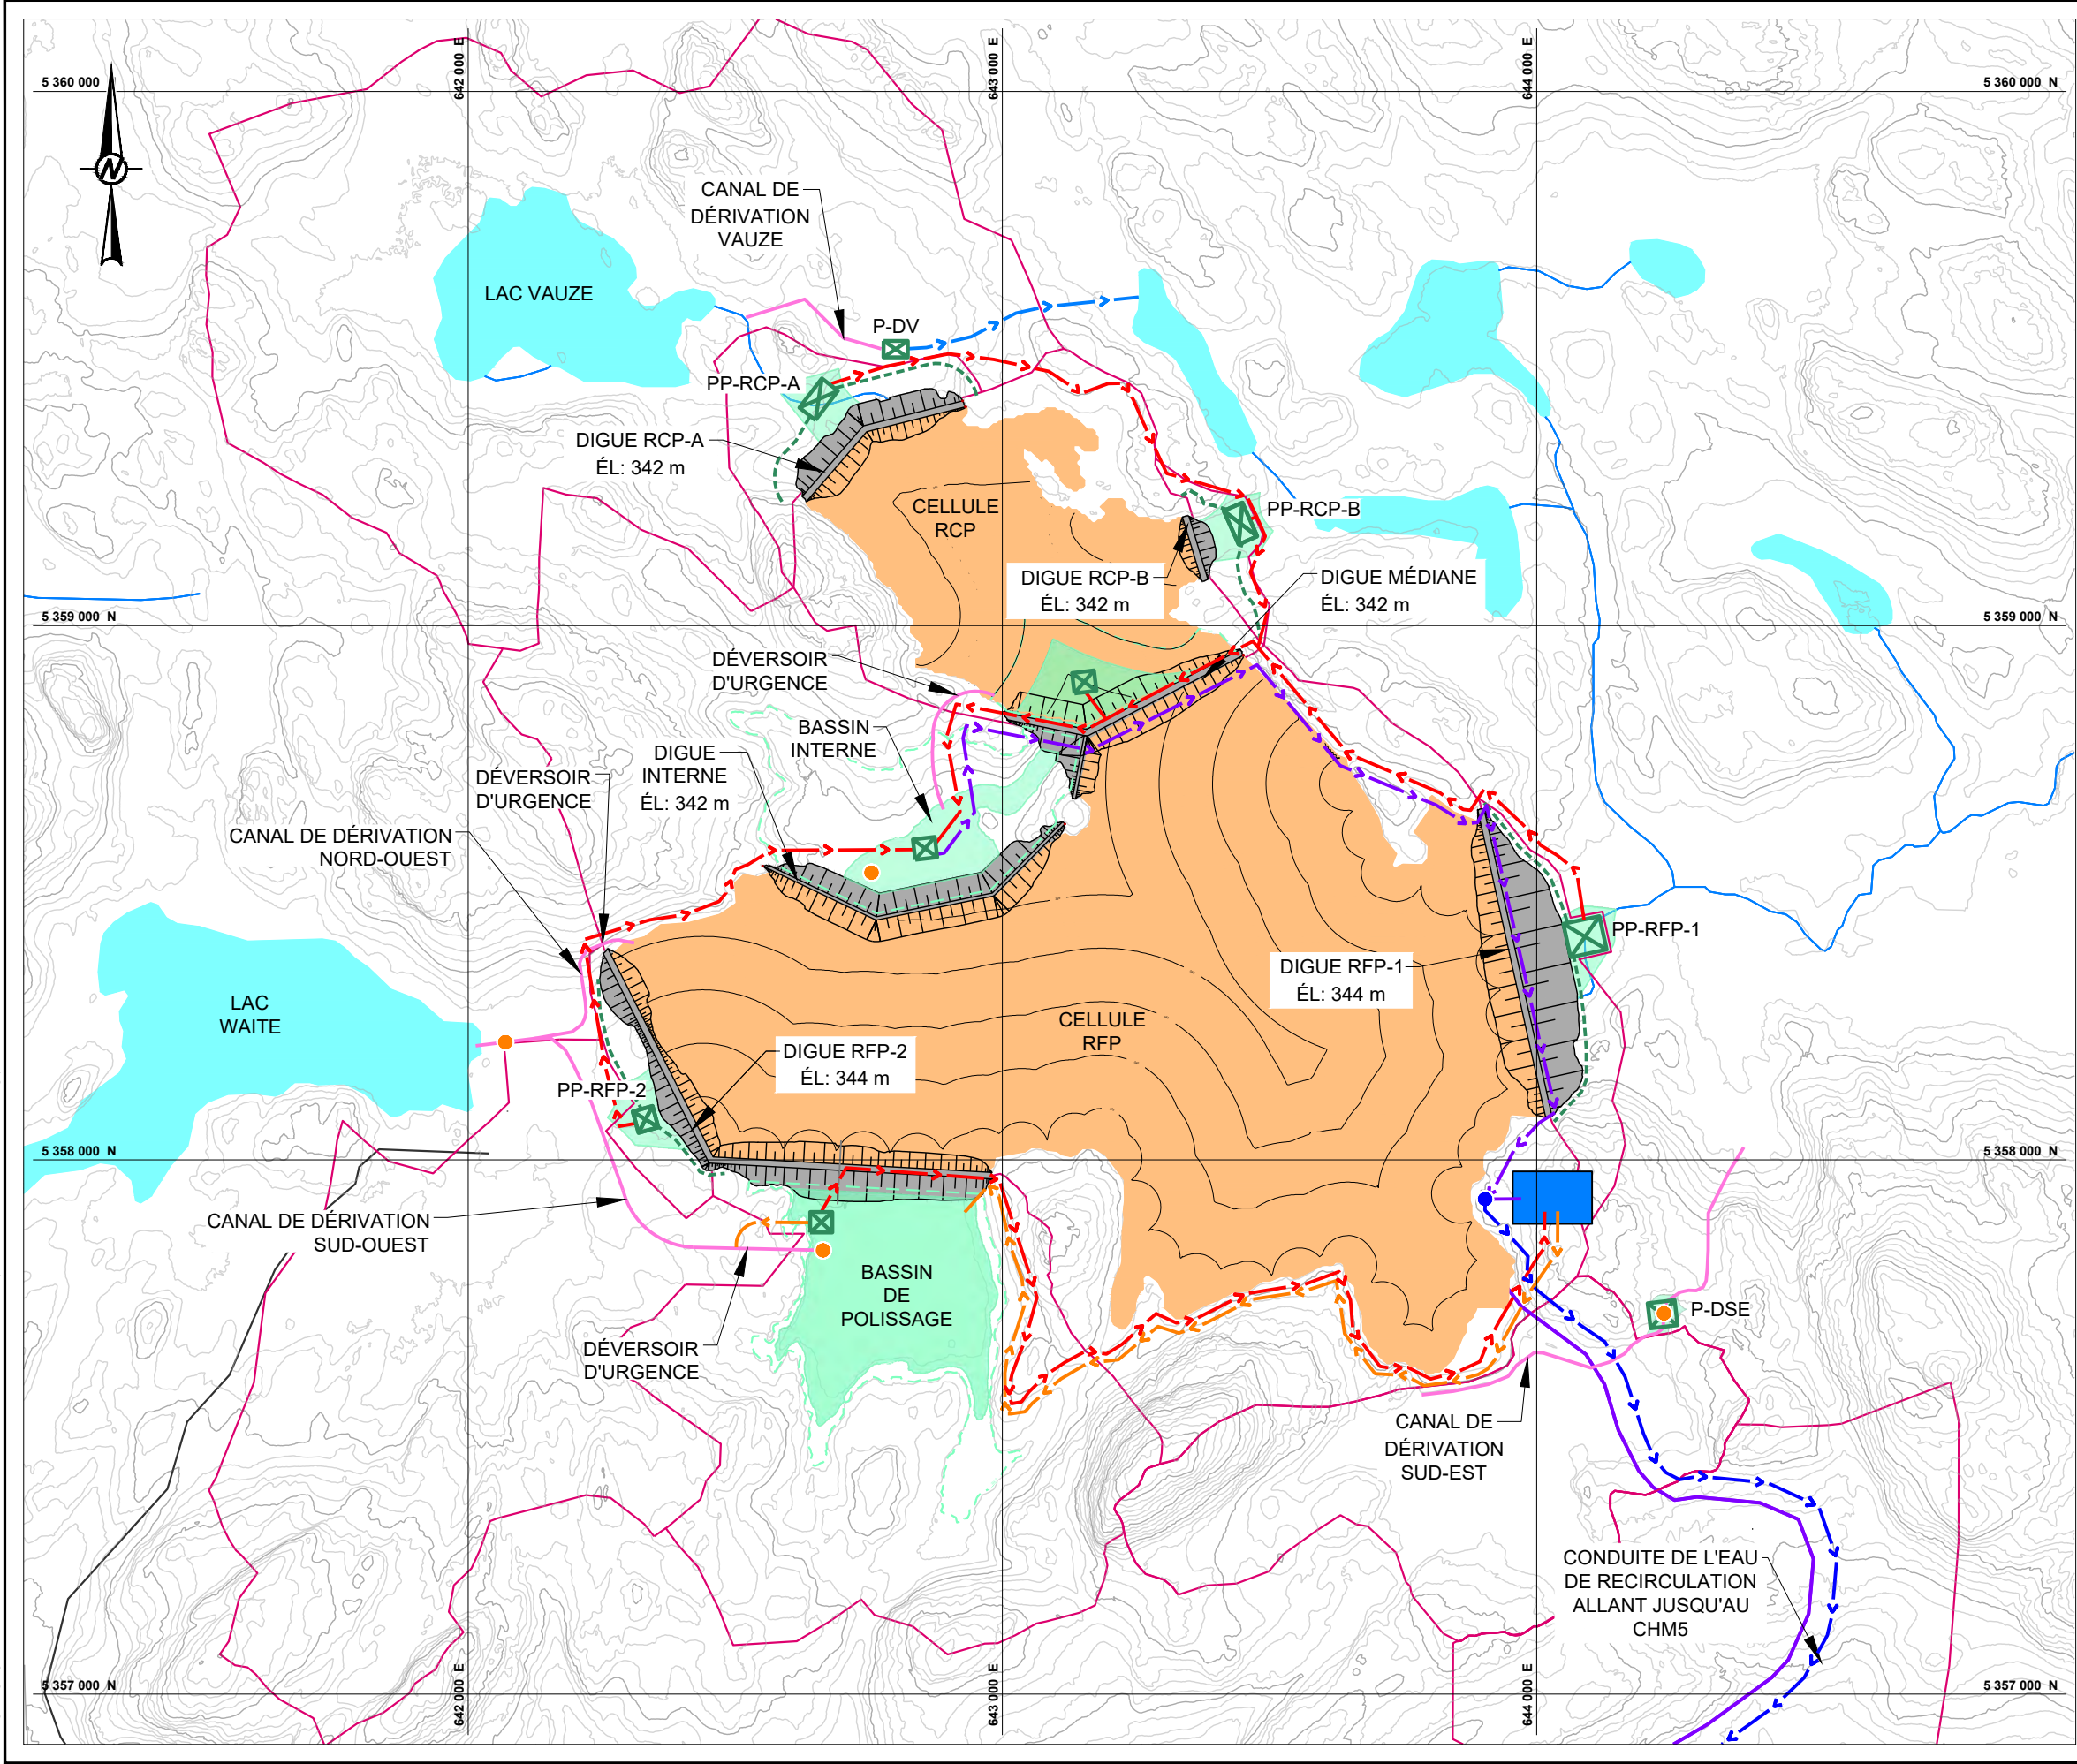 642 000 E
643 000 E
644 000 E
5 360 000 N
5 360 000 N
N
CANAL DE
DÉRIVATION
VAUZE
LAC VAUZE
P-DV
PP-RCP-A
DIGUE RCP-A
ÉL: 342 m
CELLULE
RCP
PP-RCP-B
DIGUE RCP-B
ÉL: 342 m
DIGUE MÉDIANE
ÉL: 342 m
5 359 000 N
5 359 000 N
DÉVERSOIR
D'URGENCE
BASSIN
INTERNE
DIGUE
INTERNE
ÉL: 342 m
DÉVERSOIR
D'URGENCE
CANAL DE DÉRIVATION
NORD-OUEST
PP-RFP-1
DIGUE RFP-1
ÉL: 344 m
LAC
WAITE
CELLULE
RFP
DIGUE RFP-2
ÉL: 344 m
PP-RFP-2
5 358 000 N
5 358 000 N
CANAL DE DÉRIVATION
SUD-OUEST
BASSIN
DE
POLISSAGE
P-DSE
DÉVERSOIR
D'URGENCE
CANAL DE
DÉRIVATION
SUD-EST
CONDUITE DE L'EAU
DE RECIRCULATION
ALLANT JUSQU'AU
CHM5
5 357 000 N
5 357 000 N
642 000 E
643 000 E
644 000 E